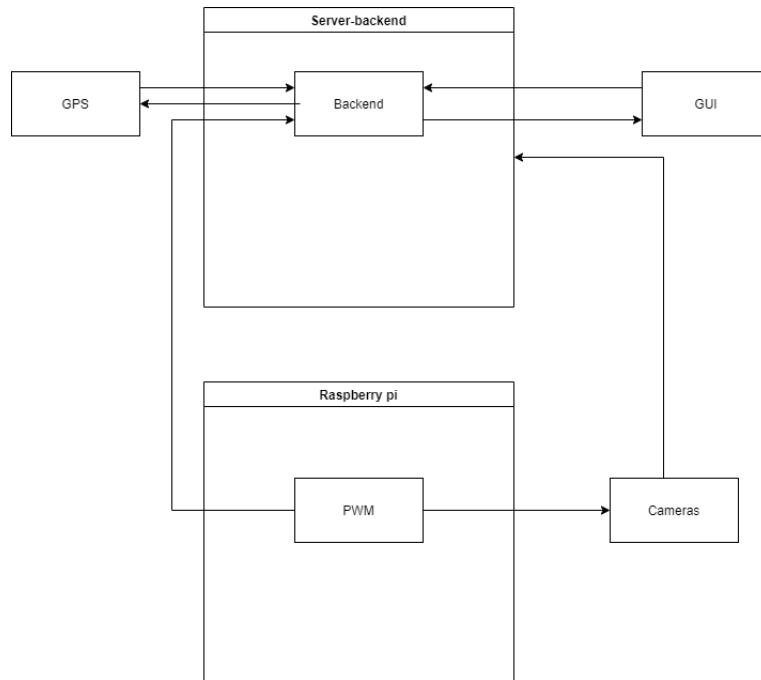 Server-backend
GPS
Backend
GUI
Raspberry pi
PWM
Cameras